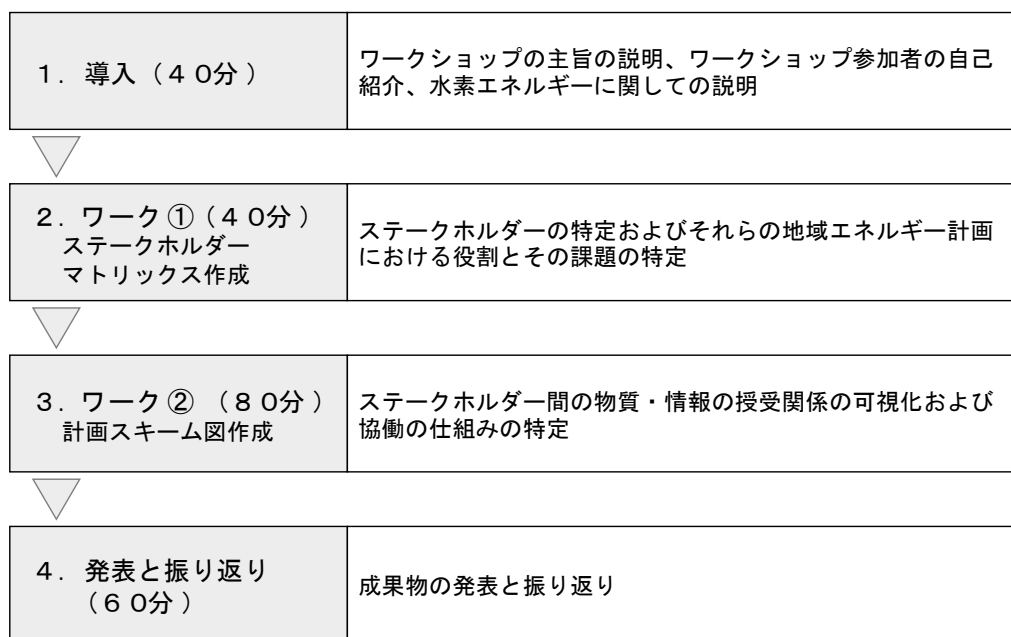 １．導入（４０分）
ワークショップの主旨の説明、ワークショップ参加者の自己
紹介、水素エネルギーに関しての説明
２．ワーク①（４０分）
ステークホルダー
マトリックス作成
ステークホルダーの特定およびそれらの地域エネルギー計画
における役割とその課題の特定
３．ワーク②（８０分）
計画スキーム図作成
ステークホルダー間の物質・情報の授受関係の可視化および
協働の仕組みの特定
４．発表と振り返り
（６０分）
成果物の発表と振り返り